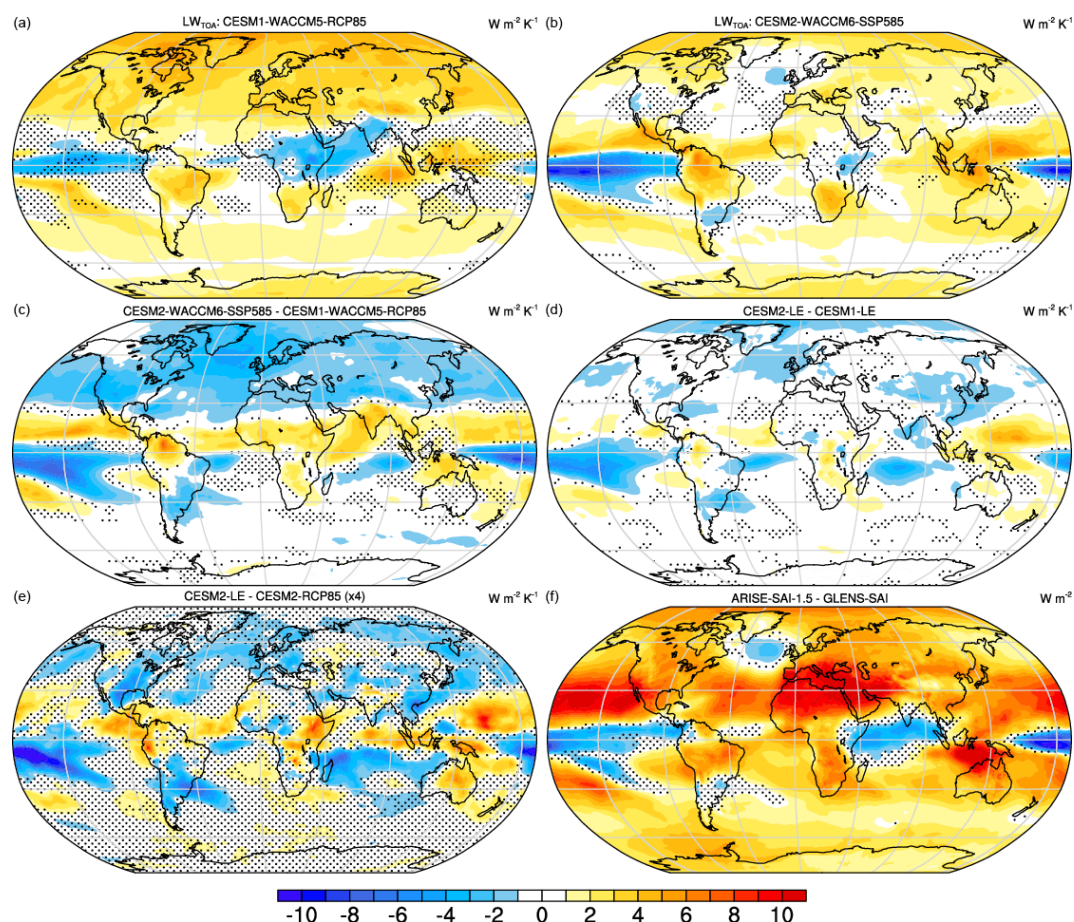 (a) LW_TOA: CESM1-WACCM5-RCP85 W m⁻² K⁻¹
(b) LW_TOA: CESM2-WACCM6-SSP585 W m⁻² K⁻¹
(c) CESM2-WACCM6-SSP585 - CESM1-WACCM5-RCP85 W m⁻² K⁻¹
(d) CESM2-LE - CESM1-LE W m⁻² K⁻¹
(e) CESM2-LE - CESM2-RCP85 (x4) W m⁻² K⁻¹
(f) ARISE-SAI-1.5 - GLENS-SAI W m⁻²
-10 -8 -6 -4 -2 0 2 4 6 8 10